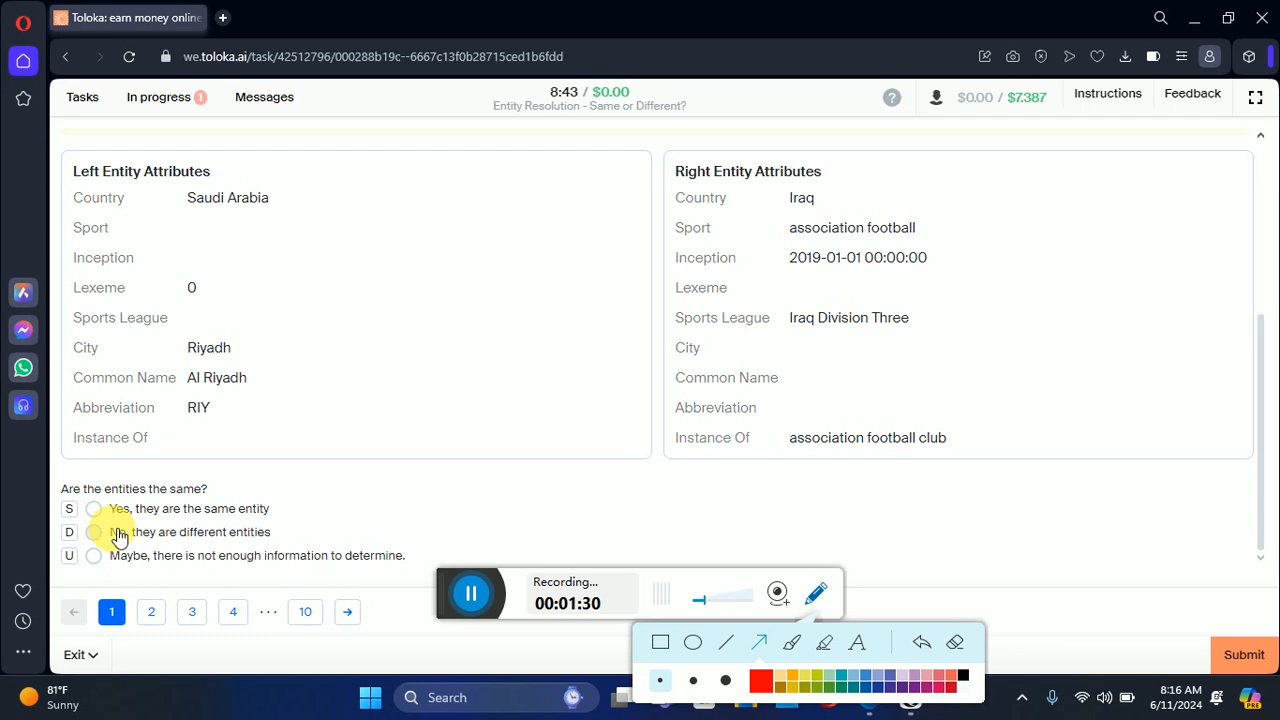 Toloka: earn money online
we.toloka.ai/task/42512796/000288b19c--6667c13f0b28715ced1b6fdd
Tasks
In progress 1
Messages
8:43 / $0.00
Entity Resolution - Same or Different?
$0.00 / $7.387
Instructions
Feedback
Left Entity Attributes
Country Saudi Arabia
Sport
Inception
Lexeme 0
Sports League
City Riyadh
Common Name Al Riyadh
Abbreviation RIY
Instance Of
Right Entity Attributes
Country Iraq
Sport association football
Inception 2019-01-01 00:00:00
Lexeme
Sports League Iraq Division Three
City
Common Name
Abbreviation
Instance Of association football club
Are the entities the same?
S Yes, they are the same entity
D No, they are different entities
U Maybe, there is not enough information to determine.
Recording...
00:01:30
1 2 3 4 ... 10
Exit
Submit
81°F
Sunny
Search
8:16 AM
6/11/2024